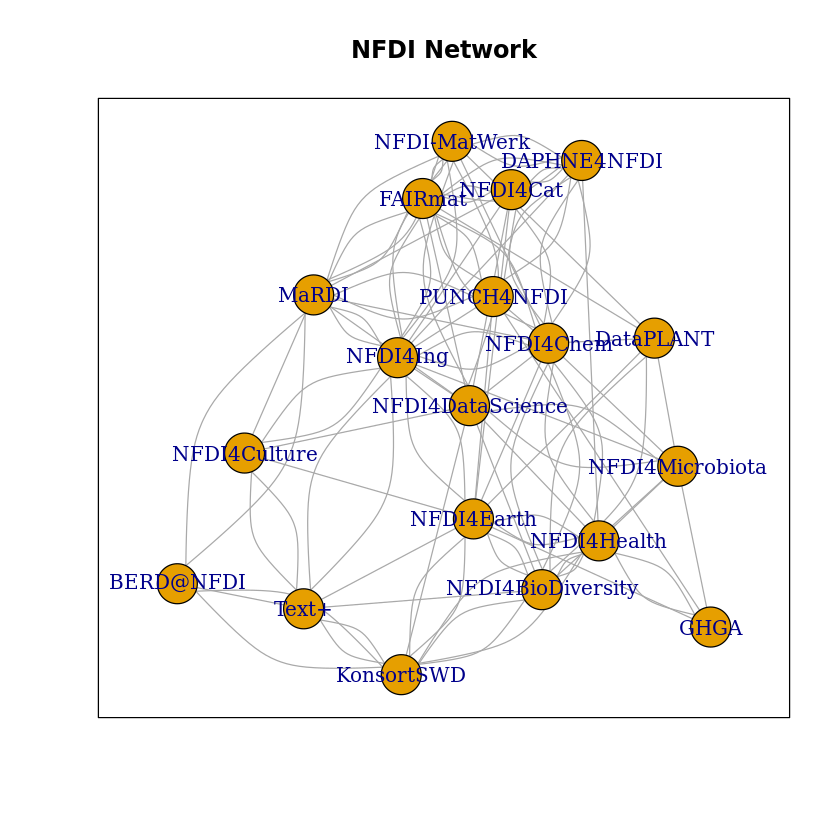 NFDI Network
NFDI-MatWerk
DAPHNE4NFDI
NFDI4Cat
FAIRmat
MaRDI
PUNCH4NFDI
NFDI4Chem
DataPLANT
NFDI4Ing
NFDI4DataScience
NFDI4Culture
NFDI4Microbiota
NFDI4Earth
NFDI4Health
BERD@NFDI
NFDI4BioDiversity
Text+
GHGA
KonsortSWD